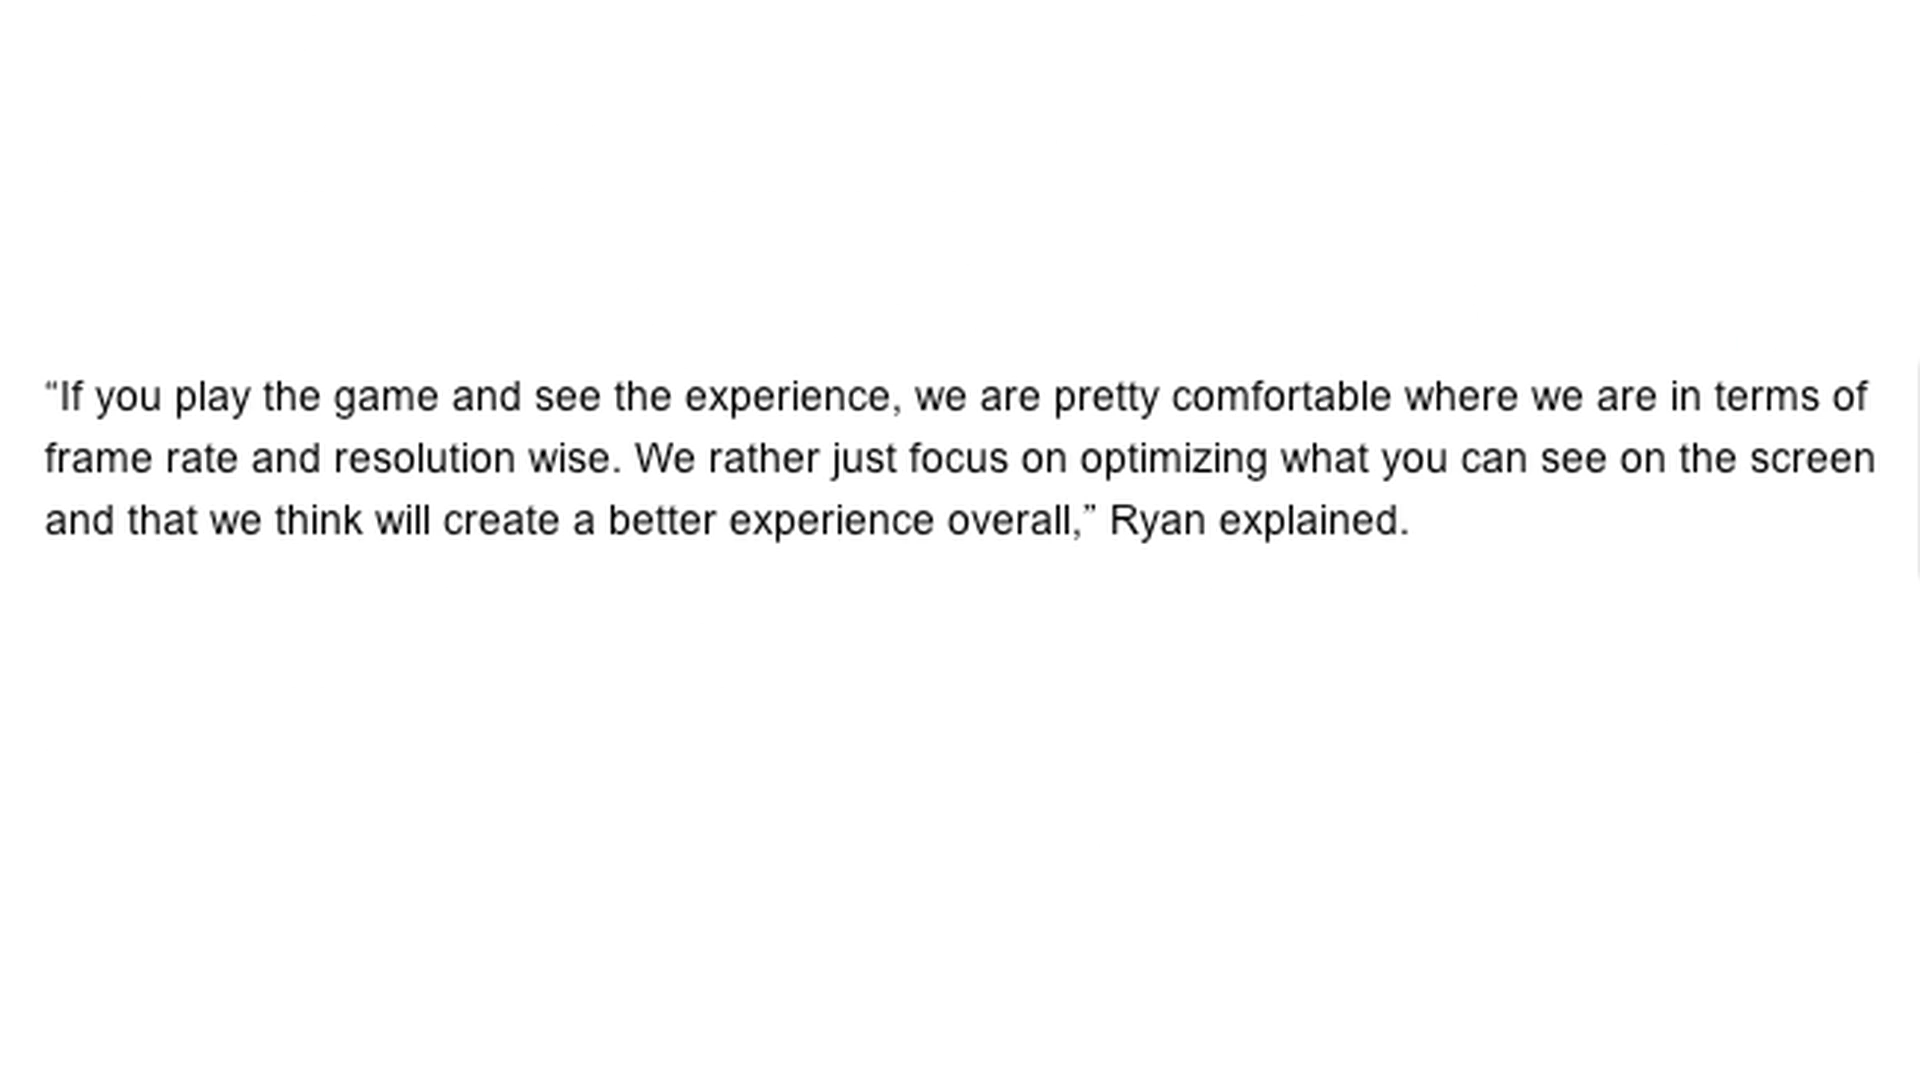 “If you play the game and see the experience, we are pretty comfortable where we are in terms of
frame rate and resolution wise. We rather just focus on optimizing what you can see on the screen
and that we think will create a better experience overall,” Ryan explained.